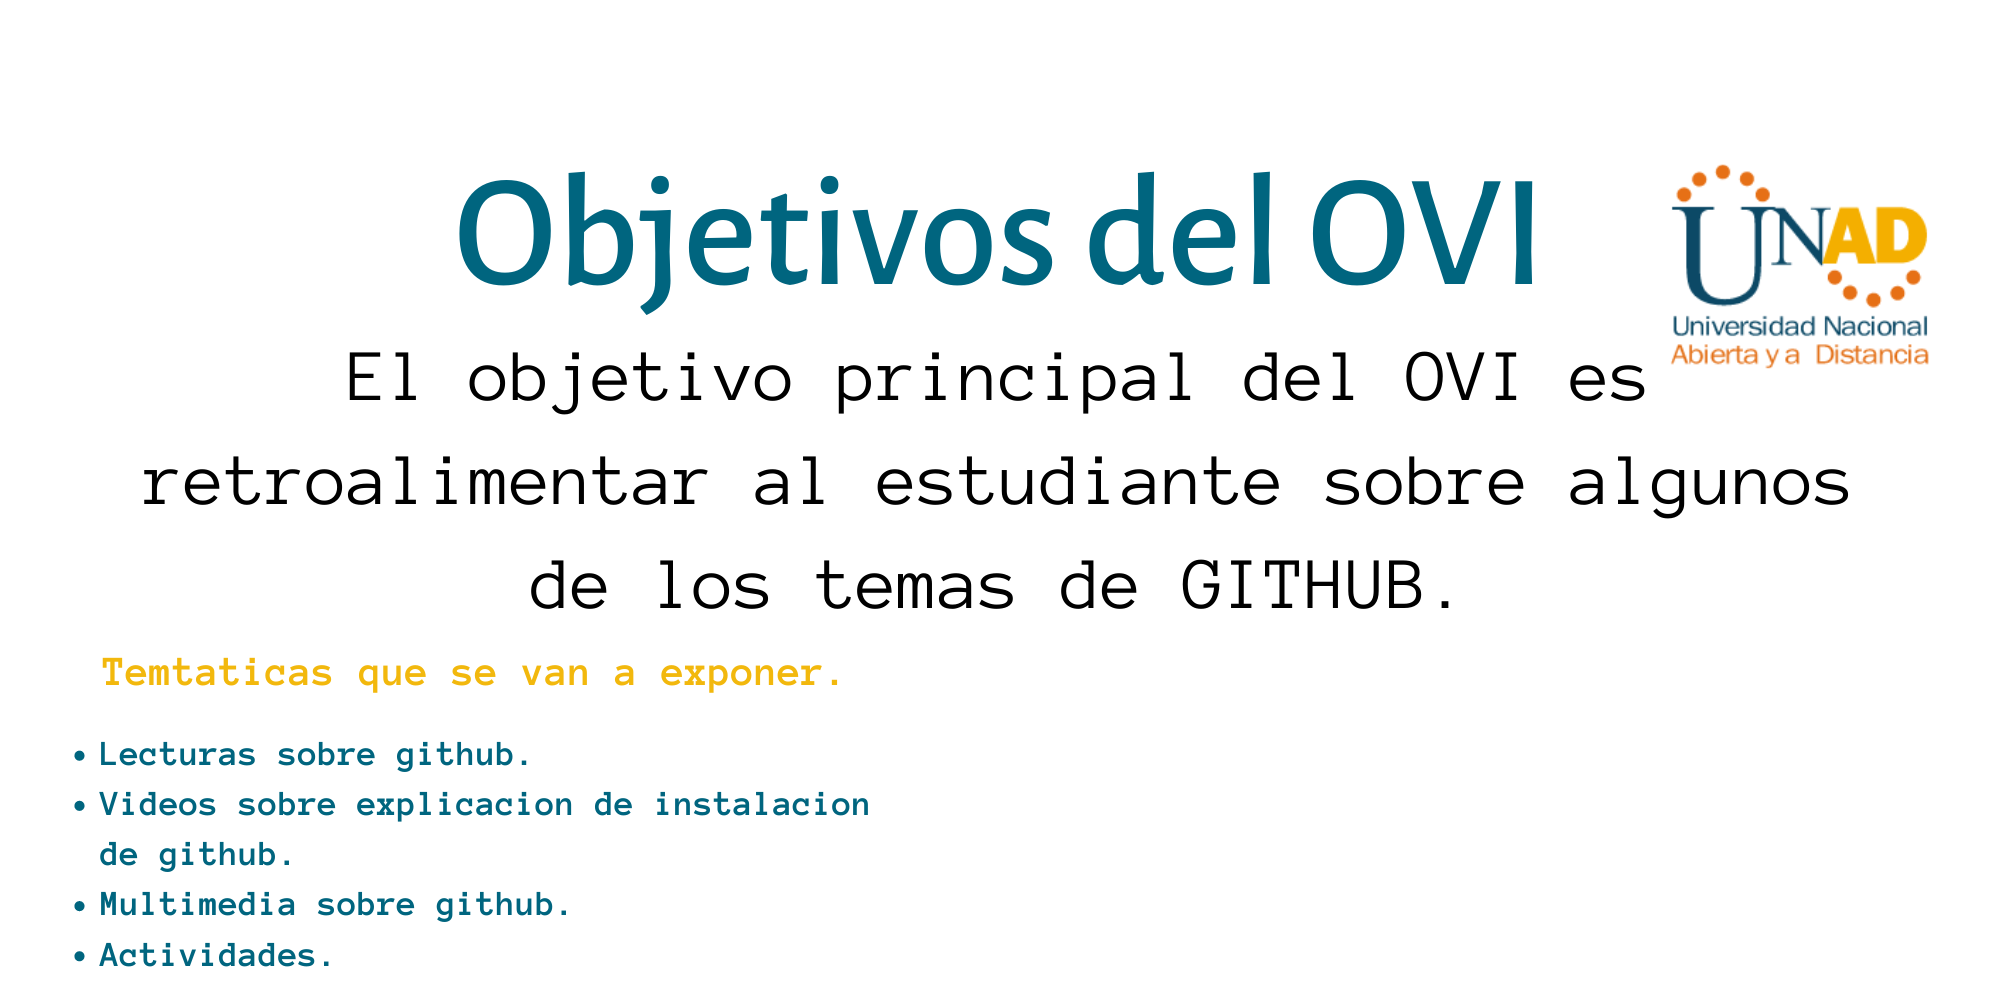 Objetivos del OVI
UNAD
Universidad Nacional
Abierta y a Distancia
El objetivo principal del OVI es
retroalimentar al estudiante sobre algunos
de los temas de GITHUB.
Temtaticas que se van a exponer.
• Lecturas sobre github.
• Videos sobre explicacion de instalacion
de github.
• Multimedia sobre github.
• Actividades.